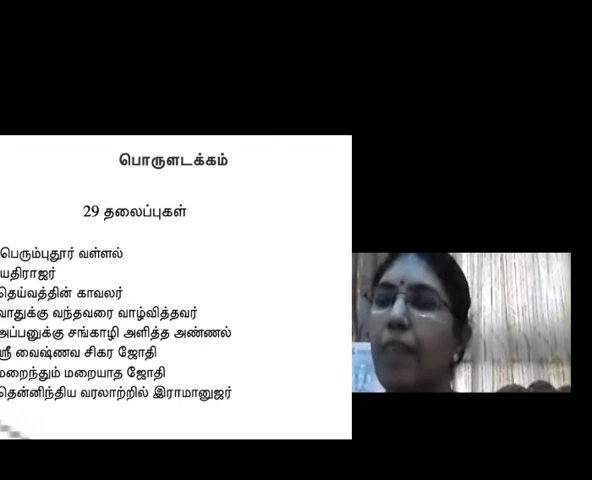 பொருளடக்கம்
29 தலைப்புகள்
பெரும்புதூர் வள்ளல்
யதிராஜர்
தெய்வத்தின் காவலர்
வாதுக்கு வந்தவரை வாழ்வித்தவர்
அப்பனுக்கு சங்காழி அளித்த அண்ணல்
ஸ்ரீ வைஷ்ணவ சிகர ஜோதி
மறைந்தும் மறையாத ஜோதி
தென்னிந்திய வரலாற்றில் இராமானுஜர்